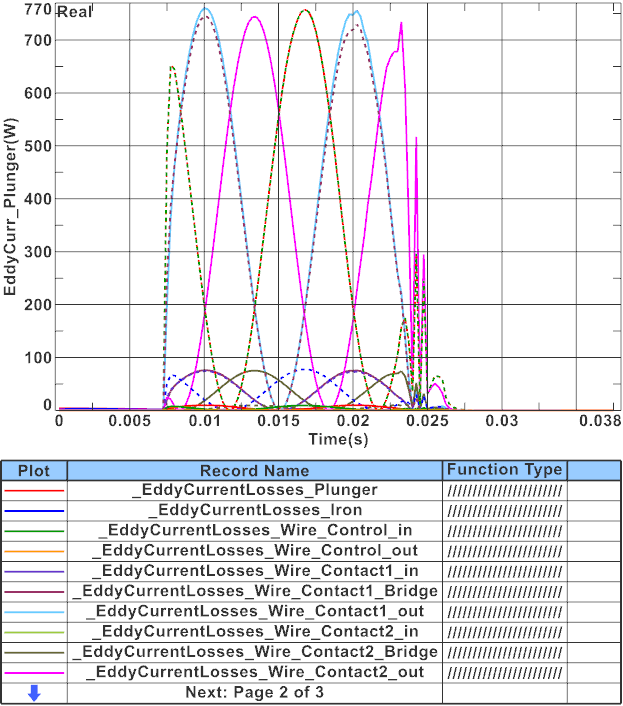 770
Real
700
600
500
400
300
200
100
0
EddyCurr_Plunger(W)
0 0.005 0.01 0.015 0.02 0.025 0.03 0.038
Time(s)
Plot Record Name Function Type
_EddyCurrentLosses_Plunger ///////////////////////
_EddyCurrentLosses_Iron ///////////////////////
_EddyCurrentLosses_Wire_Control_in ///////////////////////
_EddyCurrentLosses_Wire_Control_out ///////////////////////
_EddyCurrentLosses_Wire_Contact1_in ///////////////////////
_EddyCurrentLosses_Wire_Contact1_Bridge ///////////////////////
_EddyCurrentLosses_Wire_Contact1_out ///////////////////////
_EddyCurrentLosses_Wire_Contact2_in ///////////////////////
_EddyCurrentLosses_Wire_Contact2_Bridge ///////////////////////
_EddyCurrentLosses_Wire_Contact2_out ///////////////////////
Next: Page 2 of 3